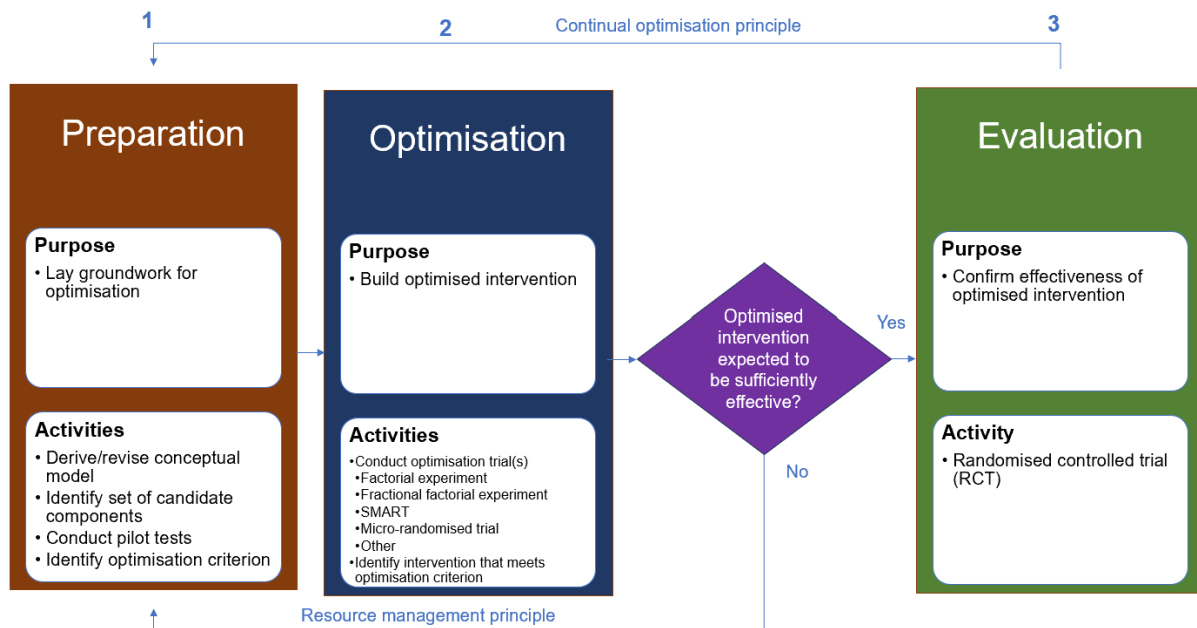 1
2
Continual optimisation principle
3
Preparation
Purpose
• Lay groundwork for
optimisation
Activities
• Derive/revise conceptual
model
• Identify set of candidate
components
• Conduct pilot tests
• Identify optimisation criterion
Optimisation
Purpose
• Build optimised intervention
Activities
•Conduct optimisation trial(s)
•Factorial experiment
•Fractional factorial experiment
•SMART
•Micro-randomised trial
•Other
•Identify intervention that meets
optimisation criterion
Optimised
intervention
expected to
be sufficiently
effective?
Yes
No
Evaluation
Purpose
• Confirm effectiveness of
optimised intervention
Activity
• Randomised controlled trial
(RCT)
Resource management principle